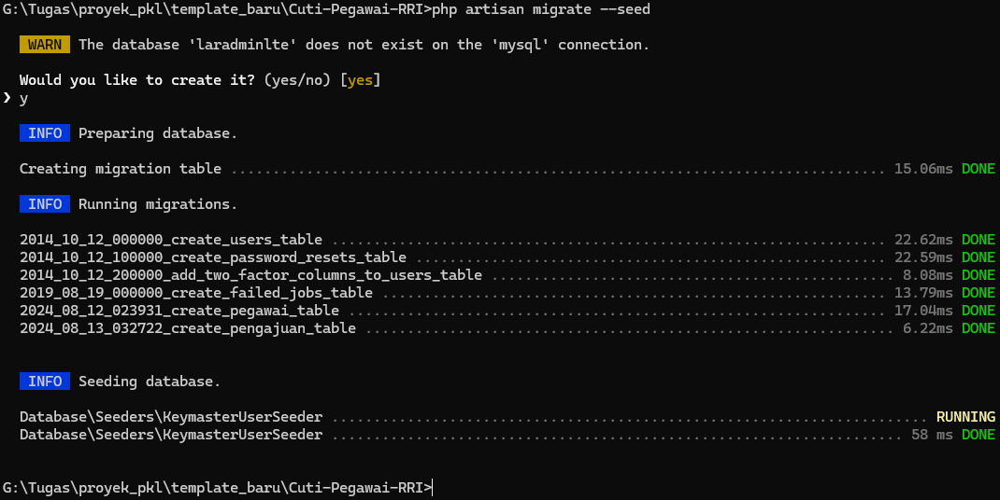 G:\Tugas\proyek_pkl\template_baru\Cuti-Pegawai-RRI>php artisan migrate --seed
WARN The database 'laradminlte' does not exist on the 'mysql' connection.
Would you like to create it? (yes/no) [yes]
❯ y
INFO Preparing database.
Creating migration table .............................................................................. 15.06ms DONE
INFO Running migrations.
2014_10_12_000000_create_users_table .................................................................. 22.62ms DONE
2014_10_12_100000_create_password_resets_table ........................................................ 22.59ms DONE
2014_10_12_200000_add_two_factor_columns_to_users_table ................................................ 8.08ms DONE
2019_08_19_000000_create_failed_jobs_table ............................................................ 13.79ms DONE
2024_08_12_023931_create_pegawai_table ................................................................ 17.04ms DONE
2024_08_13_032722_create_pengajuan_table ............................................................... 6.22ms DONE
INFO Seeding database.
Database\Seeders\KeymasterUserSeeder ....................................................................... RUNNING
Database\Seeders\KeymasterUserSeeder .................................................................... 58 ms DONE
G:\Tugas\proyek_pkl\template_baru\Cuti-Pegawai-RRI>